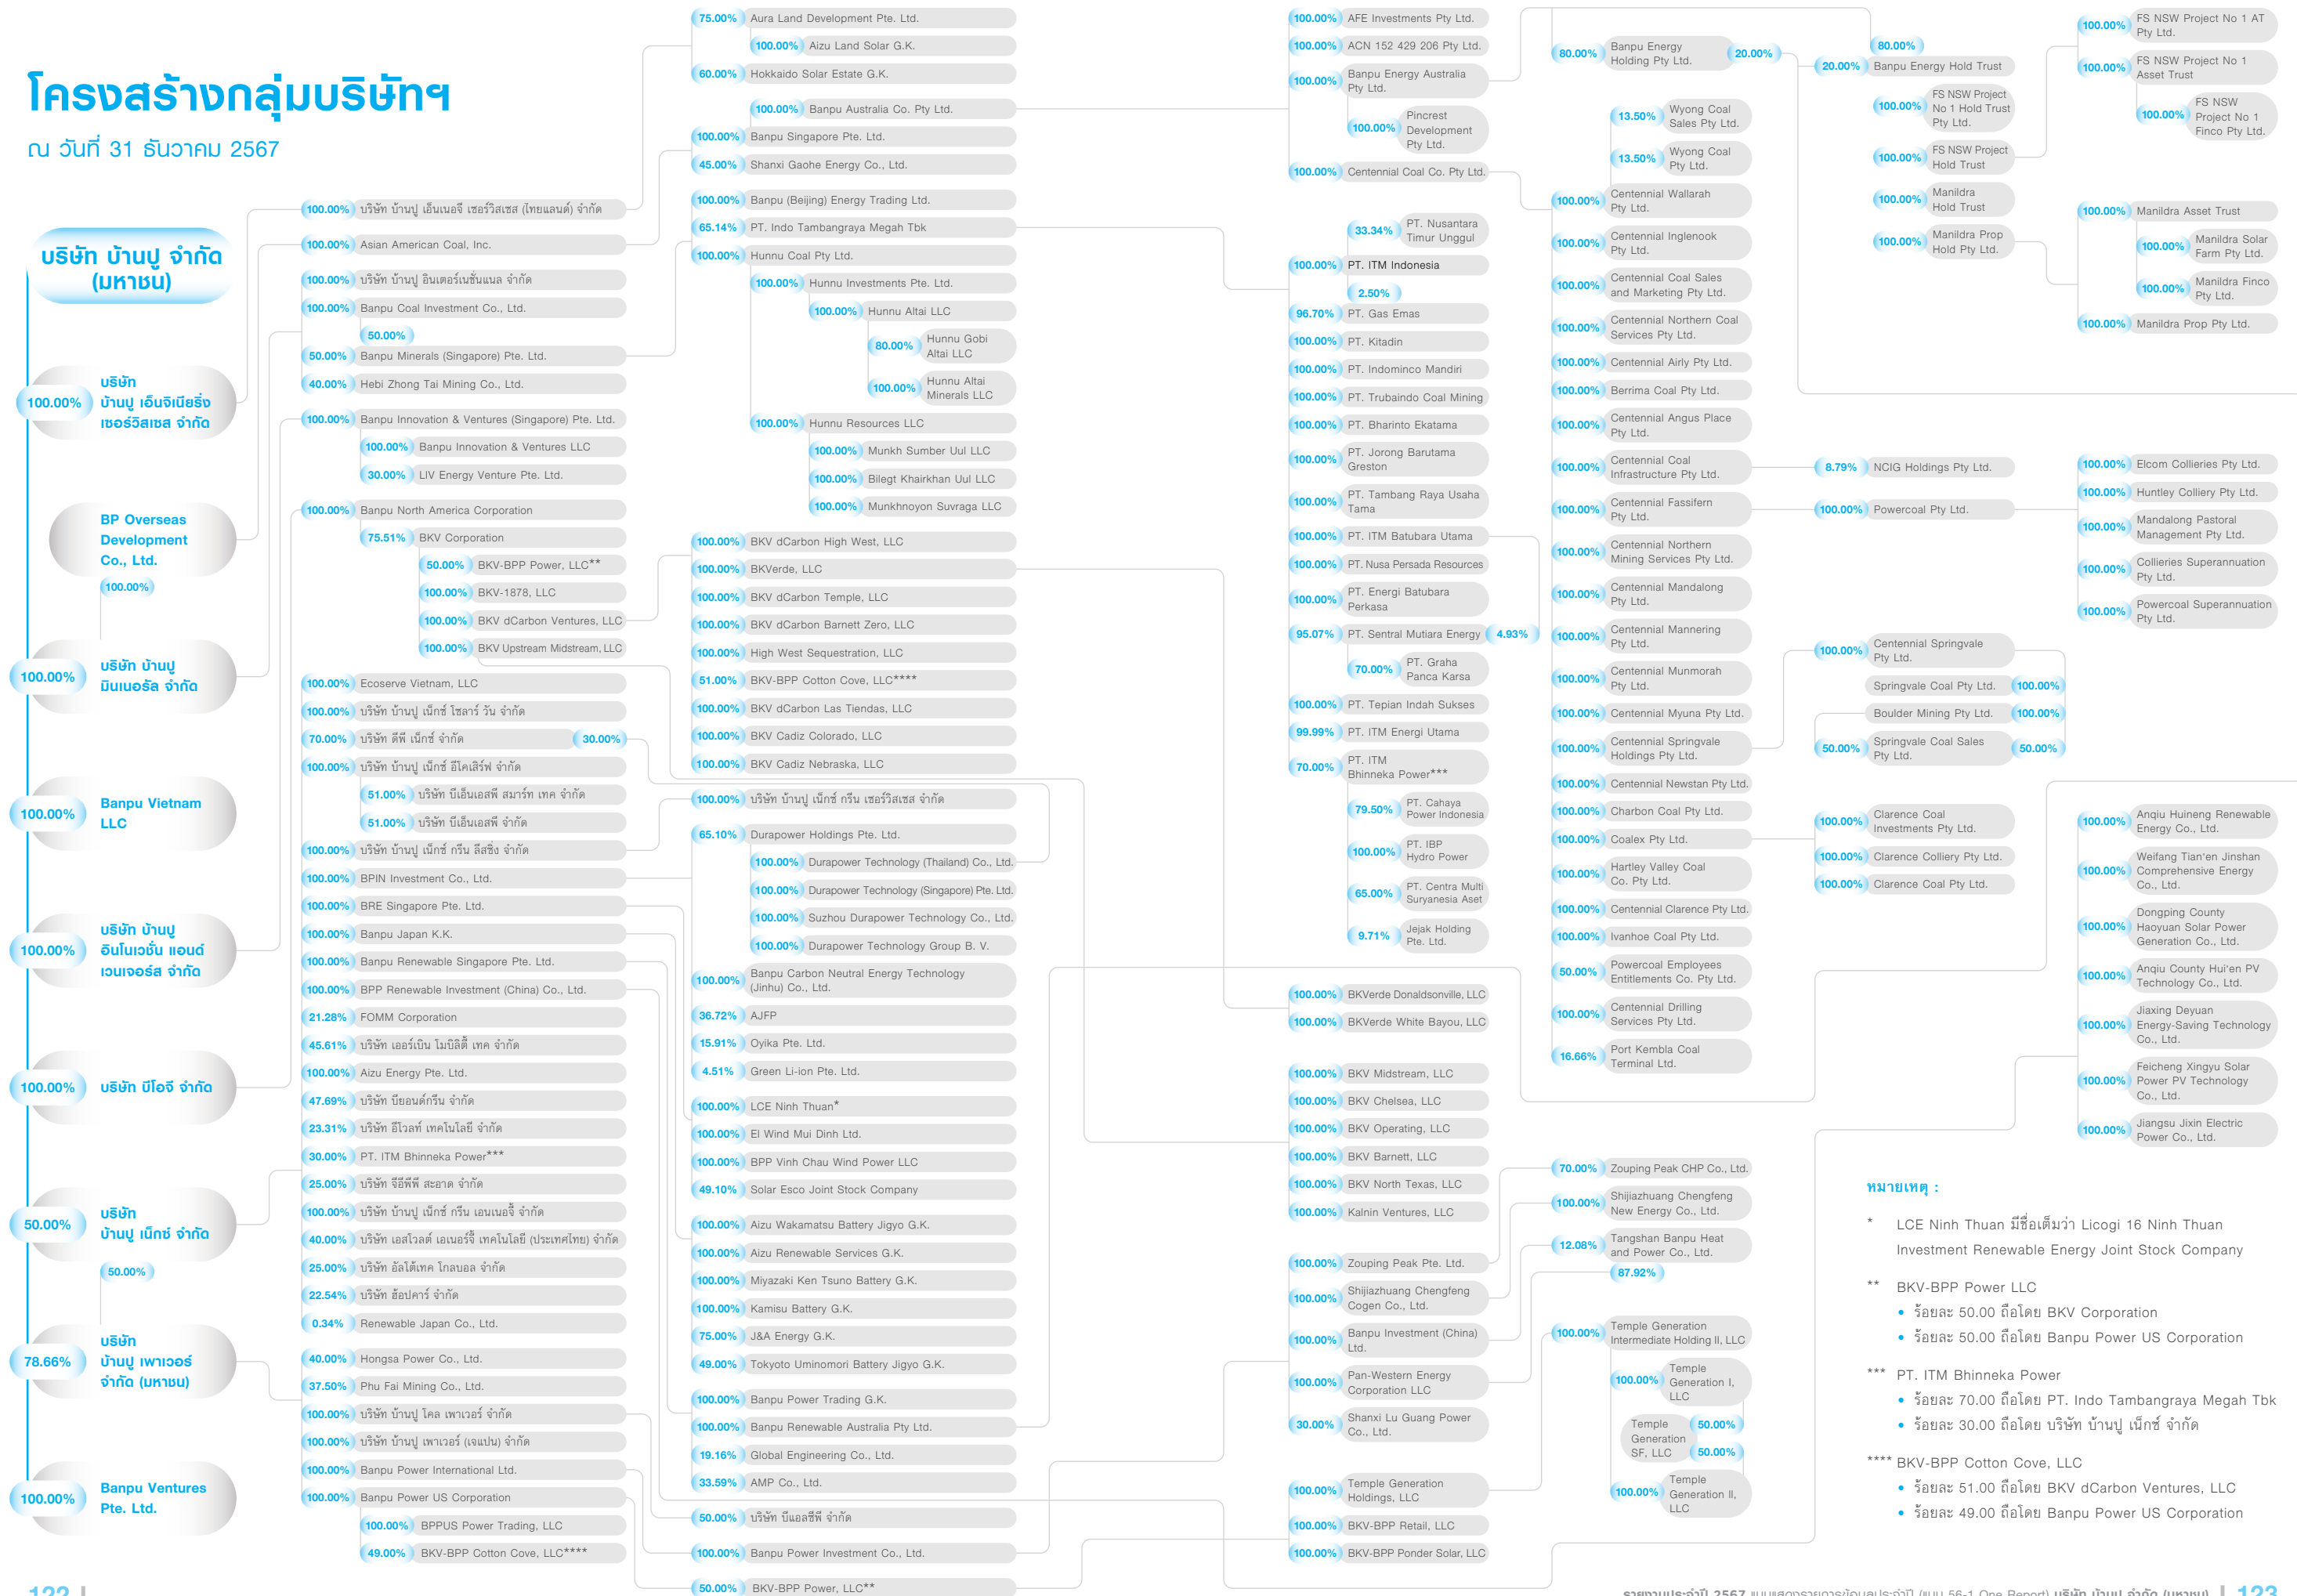 โครงสร้างกลุ่มบริษัทฯ
ณ วันที่ 31 ธันวาคม 2567
บริษัท บ้านปู จำกัด
(มหาชน)
100.00%
บริษัท
บ้านปู เอ็นจิเนียริ่ง
เซอร์วิสเซส จำกัด
BP Overseas
Development
Co., Ltd.
100.00%
100.00%
บริษัท บ้านปู
มินเนอรัล จำกัด
100.00%
Banpu Vietnam
LLC
100.00%
บริษัท บ้านปู
อินโนเวชั่น แอนด์
เวนเจอร์ส จำกัด
100.00% บริษัท บีโอจี จำกัด
50.00%
บริษัท
บ้านปู เน็กซ์ จำกัด
50.00%
78.66%
บริษัท
บ้านปู เพาเวอร์
จำกัด (มหาชน)
100.00%
Banpu Ventures
Pte. Ltd.
100.00% บริษัท บ้านปู เอ็นเนอจี เซอร์วิสเซส (ไทยแลนด์) จำกัด
100.00% Asian American Coal, Inc.
100.00% บริษัท บ้านปู อินเตอร์เนชั่นแนล จำกัด
100.00% Banpu Coal Investment Co., Ltd.
50.00%
50.00% Banpu Minerals (Singapore) Pte. Ltd.
40.00% Hebi Zhong Tai Mining Co., Ltd.
100.00% Banpu Innovation & Ventures (Singapore) Pte. Ltd.
100.00% Banpu Innovation & Ventures LLC
30.00% LIV Energy Venture Pte. Ltd.
100.00% Banpu North America Corporation
75.51% BKV Corporation
50.00% BKV-BPP Power, LLC**
100.00% BKV-1878, LLC
100.00% BKV dCarbon Ventures, LLC
100.00% BKV Upstream Midstream, LLC
100.00% Ecoserve Vietnam, LLC
100.00% บริษัท บ้านปู เน็กซ์ โซลาร์ วัน จำกัด
70.00% บริษัท ดีพี เน็กซ์ จำกัด 30.00%
100.00% บริษัท บ้านปู เน็กซ์ อีโคเสิร์ฟ จำกัด
51.00% บริษัท บีเอ็นเอสพี สมาร์ท เทค จำกัด
51.00% บริษัท บีเอ็นเอสพี จำกัด
100.00% บริษัท บ้านปู เน็กซ์ กรีน ลีสซิ่ง จำกัด
100.00% BPIN Investment Co., Ltd.
100.00% BRE Singapore Pte. Ltd.
100.00% Banpu Japan K.K.
100.00% Banpu Renewable Singapore Pte. Ltd.
100.00% BPP Renewable Investment (China) Co., Ltd.
21.28% FOMM Corporation
45.61% บริษัท เออร์เบิน โมบิลิตี้ เทค จำกัด
100.00% Aizu Energy Pte. Ltd.
47.69% บริษัท บียอนด์กรีน จำกัด
23.31% บริษัท อีโวลท์ เทคโนโลยี จำกัด
30.00% PT. ITM Bhinneka Power***
25.00% บริษัท จีอีพีพี สะอาด จำกัด
100.00% บริษัท บ้านปู เน็กซ์ กรีน เอนเนอจี้ จำกัด
40.00% บริษัท เอสโวลต์ เอเนอร์จี้ เทคโนโลยี (ประเทศไทย) จำกัด
25.00% บริษัท อัลโต้เทค โกลบอล จำกัด
22.54% บริษัท ฮ้อปคาร์ จำกัด
0.34% Renewable Japan Co., Ltd.
40.00% Hongsa Power Co., Ltd.
37.50% Phu Fai Mining Co., Ltd.
100.00% บริษัท บ้านปู โคล เพาเวอร์ จำกัด
100.00% บริษัท บ้านปู เพาเวอร์ (เจแปน) จำกัด
100.00% Banpu Power International Ltd.
100.00% Banpu Power US Corporation
100.00% BPPUS Power Trading, LLC
49.00% BKV-BPP Cotton Cove, LLC****
75.00% Aura Land Development Pte. Ltd.
100.00% Aizu Land Solar G.K.
60.00% Hokkaido Solar Estate G.K.
100.00% Banpu Australia Co. Pty Ltd.
100.00% Banpu Singapore Pte. Ltd.
45.00% Shanxi Gaohe Energy Co., Ltd.
100.00% Banpu (Beijing) Energy Trading Ltd.
65.14% PT. Indo Tambangraya Megah Tbk
100.00% Hunnu Coal Pty Ltd.
100.00% Hunnu Investments Pte. Ltd.
100.00% Hunnu Altai LLC
80.00% Hunnu Gobi
Altai LLC
100.00% Hunnu Altai
Minerals LLC
100.00% Hunnu Resources LLC
100.00% Munkh Sumber Uul LLC
100.00% Bilegt Khairkhan Uul LLC
100.00% Munkhnoyon Suvraga LLC
100.00% BKV dCarbon High West, LLC
100.00% BKVerde, LLC
100.00% BKV dCarbon Temple, LLC
100.00% BKV dCarbon Barnett Zero, LLC
100.00% High West Sequestration, LLC
51.00% BKV-BPP Cotton Cove, LLC****
100.00% BKV dCarbon Las Tiendas, LLC
100.00% BKV Cadiz Colorado, LLC
100.00% BKV Cadiz Nebraska, LLC
100.00% บริษัท บ้านปู เน็กซ์ กรีน เซอร์วิสเซส จำกัด
65.10% Durapower Holdings Pte. Ltd.
100.00% Durapower Technology (Thailand) Co., Ltd.
100.00% Durapower Technology (Singapore) Pte. Ltd.
100.00% Suzhou Durapower Technology Co., Ltd.
100.00% Durapower Technology Group B. V.
100.00% Banpu Carbon Neutral Energy Technology
(Jinhu) Co., Ltd.
36.72% AJFP
15.91% Oyika Pte. Ltd.
4.51% Green Li-ion Pte. Ltd.
100.00% LCE Ninh Thuan*
100.00% El Wind Mui Dinh Ltd.
100.00% BPP Vinh Chau Wind Power LLC
49.10% Solar Esco Joint Stock Company
100.00% Aizu Wakamatsu Battery Jigyo G.K.
100.00% Aizu Renewable Services G.K.
100.00% Miyazaki Ken Tsuno Battery G.K.
100.00% Kamisu Battery G.K.
75.00% J&A Energy G.K.
49.00% Tokyoto Uminomori Battery Jigyo G.K.
100.00% Banpu Power Trading G.K.
100.00% Banpu Renewable Australia Pty Ltd.
19.16% Global Engineering Co., Ltd.
33.59% AMP Co., Ltd.
50.00% บริษัท บีแอลซีพี จำกัด
100.00% Banpu Power Investment Co., Ltd.
50.00% BKV-BPP Power, LLC**
100.00% AFE Investments Pty Ltd.
100.00% ACN 152 429 206 Pty Ltd.
100.00% Banpu Energy Australia
Pty Ltd.
100.00% Pincrest
Development
Pty Ltd.
100.00% Centennial Coal Co. Pty Ltd.
33.34% PT. Nusantara
Timur Unggul
100.00% PT. ITM Indonesia
2.50%
96.70% PT. Gas Emas
100.00% PT. Kitadin
100.00% PT. Indominco Mandiri
100.00% PT. Trubaindo Coal Mining
100.00% PT. Bharinto Ekatama
100.00% PT. Jorong Barutama
Greston
100.00% PT. Tambang Raya Usaha
Tama
100.00% PT. ITM Batubara Utama
100.00% PT. Nusa Persada Resources
100.00% PT. Energi Batubara
Perkasa
95.07% PT. Sentral Mutiara Energy 4.93%
70.00% PT. Graha
Panca Karsa
100.00% PT. Tepian Indah Sukses
99.99% PT. ITM Energi Utama
70.00% PT. ITM
Bhinneka Power***
79.50% PT. Cahaya
Power Indonesia
100.00% PT. IBP
Hydro Power
65.00% PT. Centra Multi
Suryanesia Aset
9.71% Jejak Holding
Pte. Ltd.
100.00% BKVerde Donaldsonville, LLC
100.00% BKVerde White Bayou, LLC
100.00% BKV Midstream, LLC
100.00% BKV Chelsea, LLC
100.00% BKV Operating, LLC
100.00% BKV Barnett, LLC
100.00% BKV North Texas, LLC
100.00% Kalnin Ventures, LLC
100.00% Zouping Peak Pte. Ltd.
100.00% Shijiazhuang Chengfeng
Cogen Co., Ltd.
100.00% Banpu Investment (China)
Ltd.
100.00% Pan-Western Energy
Corporation LLC
30.00% Shanxi Lu Guang Power
Co., Ltd.
100.00% Temple Generation
Holdings, LLC
100.00% BKV-BPP Retail, LLC
100.00% BKV-BPP Ponder Solar, LLC
80.00% Banpu Energy
Holding Pty Ltd. 20.00%
13.50% Wyong Coal
Sales Pty Ltd.
13.50% Wyong Coal
Pty Ltd.
100.00% Centennial Wallarah
Pty Ltd.
100.00% Centennial Inglenook
Pty Ltd.
100.00% Centennial Coal Sales
and Marketing Pty Ltd.
100.00% Centennial Northern Coal
Services Pty Ltd.
100.00% Centennial Airly Pty Ltd.
100.00% Berrima Coal Pty Ltd.
100.00% Centennial Angus Place
Pty Ltd.
100.00% Centennial Coal
Infrastructure Pty Ltd.
100.00% Centennial Fassifern
Pty Ltd.
100.00% Centennial Northern
Mining Services Pty Ltd.
100.00% Centennial Mandalong
Pty Ltd.
100.00% Centennial Mannering
Pty Ltd.
100.00% Centennial Munmorah
Pty Ltd.
100.00% Centennial Myuna Pty Ltd.
100.00% Centennial Springvale
Holdings Pty Ltd.
100.00% Centennial Newstan Pty Ltd.
100.00% Charbon Coal Pty Ltd.
100.00% Coalex Pty Ltd.
100.00% Hartley Valley Coal
Co. Pty Ltd.
100.00% Centennial Clarence Pty Ltd.
100.00% Ivanhoe Coal Pty Ltd.
50.00% Powercoal Employees
Entitlements Co. Pty Ltd.
100.00% Centennial Drilling
Services Pty Ltd.
16.66% Port Kembla Coal
Terminal Ltd.
70.00% Zouping Peak CHP Co., Ltd.
100.00% Shijiazhuang Chengfeng
New Energy Co., Ltd.
12.08% Tangshan Banpu Heat
and Power Co., Ltd.
87.92%
100.00% Temple Generation
Intermediate Holding II, LLC
100.00% Temple
Generation I,
LLC
Temple
Generation
SF, LLC
50.00%
50.00%
100.00% Temple
Generation II,
LLC
80.00%
20.00% Banpu Energy Hold Trust
100.00% FS NSW Project
No 1 Hold Trust
Pty Ltd.
100.00% FS NSW Project
Hold Trust
100.00% Manildra
Hold Trust
100.00% Manildra Prop
Hold Pty Ltd.
8.79% NCIG Holdings Pty Ltd.
100.00% Powercoal Pty Ltd.
100.00% Centennial Springvale
Pty Ltd.
Springvale Coal Pty Ltd. 100.00%
Boulder Mining Pty Ltd. 100.00%
50.00% Springvale Coal Sales
Pty Ltd. 50.00%
100.00% Clarence Coal
Investments Pty Ltd.
100.00% Clarence Colliery Pty Ltd.
100.00% Clarence Coal Pty Ltd.
100.00% FS NSW Project No 1 AT
Pty Ltd.
100.00% FS NSW Project No 1
Asset Trust
100.00% FS NSW
Project No 1
Finco Pty Ltd.
100.00% Manildra Asset Trust
100.00% Manildra Solar
Farm Pty Ltd.
100.00% Manildra Finco
Pty Ltd.
100.00% Manildra Prop Pty Ltd.
100.00% Elcom Collieries Pty Ltd.
100.00% Huntley Colliery Pty Ltd.
100.00% Mandalong Pastoral
Management Pty Ltd.
100.00% Collieries Superannuation
Pty Ltd.
100.00% Powercoal Superannuation
Pty Ltd.
100.00% Anqiu Huineng Renewable
Energy Co., Ltd.
100.00% Weifang Tian'en Jinshan
Comprehensive Energy
Co., Ltd.
100.00% Dongping County
Haoyuan Solar Power
Generation Co., Ltd.
100.00% Anqiu County Hui'en PV
Technology Co., Ltd.
100.00% Jiaxing Deyuan
Energy-Saving Technology
Co., Ltd.
100.00% Feicheng Xingyu Solar
Power PV Technology
Co., Ltd.
100.00% Jiangsu Jixin Electric
Power Co., Ltd.
หมายเหตุ :
* LCE Ninh Thuan มีชื่อเต็มว่า Licogi 16 Ninh Thuan
Investment Renewable Energy Joint Stock Company
** BKV-BPP Power LLC
• ร้อยละ 50.00 ถือโดย BKV Corporation
• ร้อยละ 50.00 ถือโดย Banpu Power US Corporation
*** PT. ITM Bhinneka Power
• ร้อยละ 70.00 ถือโดย PT. Indo Tambangraya Megah Tbk
• ร้อยละ 30.00 ถือโดย บริษัท บ้านปู เน็กซ์ จำกัด
**** BKV-BPP Cotton Cove, LLC
• ร้อยละ 51.00 ถือโดย BKV dCarbon Ventures, LLC
• ร้อยละ 49.00 ถือโดย Banpu Power US Corporation
122 |
รายงานประจำปี 2567 แบบแสดงรายการข้อมูลประจำปี (แบบ 56-1 One Report) บริษัท บ้านปู จำกัด (มหาชน) | 123